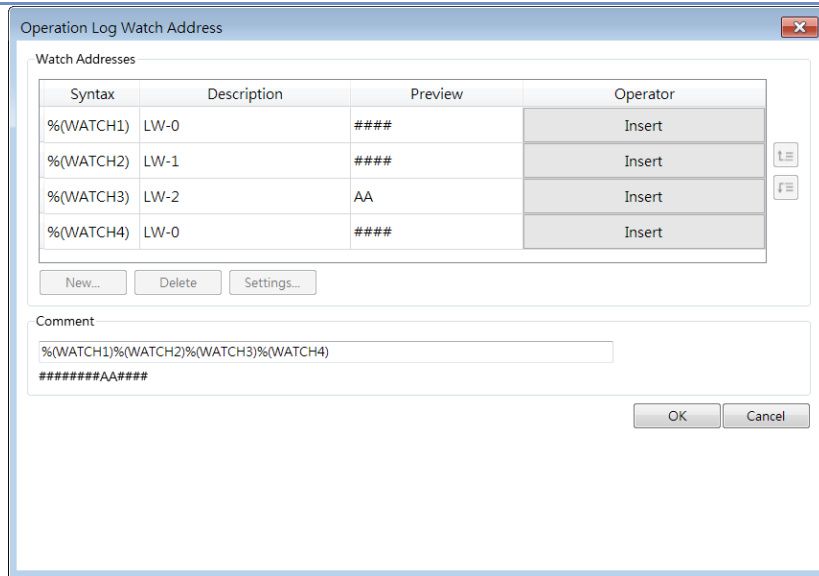 Operation Log Watch Address
Watch Addresses
Syntax Description Preview Operator
%(WATCH1) LW-0 #### Insert
%(WATCH2) LW-1 #### Insert
%(WATCH3) LW-2 AA Insert
%(WATCH4) LW-0 #### Insert
New... Delete Settings...
Comment
%(WATCH1)%(WATCH2)%(WATCH3)%(WATCH4)
########AA####
OK Cancel